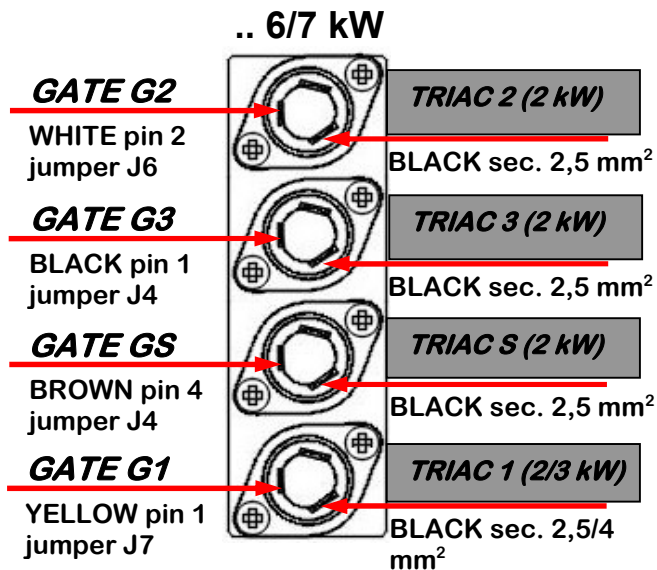 .. 6/7 kW
GATE G2
WHITE pin 2
jumper J6
TRIAC 2 (2 kW)
BLACK sec. 2,5 mm²
GATE G3
BLACK pin 1
jumper J4
TRIAC 3 (2 kW)
BLACK sec. 2,5 mm²
GATE GS
BROWN pin 4
jumper J4
TRIAC S (2 kW)
BLACK sec. 2,5 mm²
GATE G1
YELLOW pin 1
jumper J7
TRIAC 1 (2/3 kW)
BLACK sec. 2,5/4
mm²